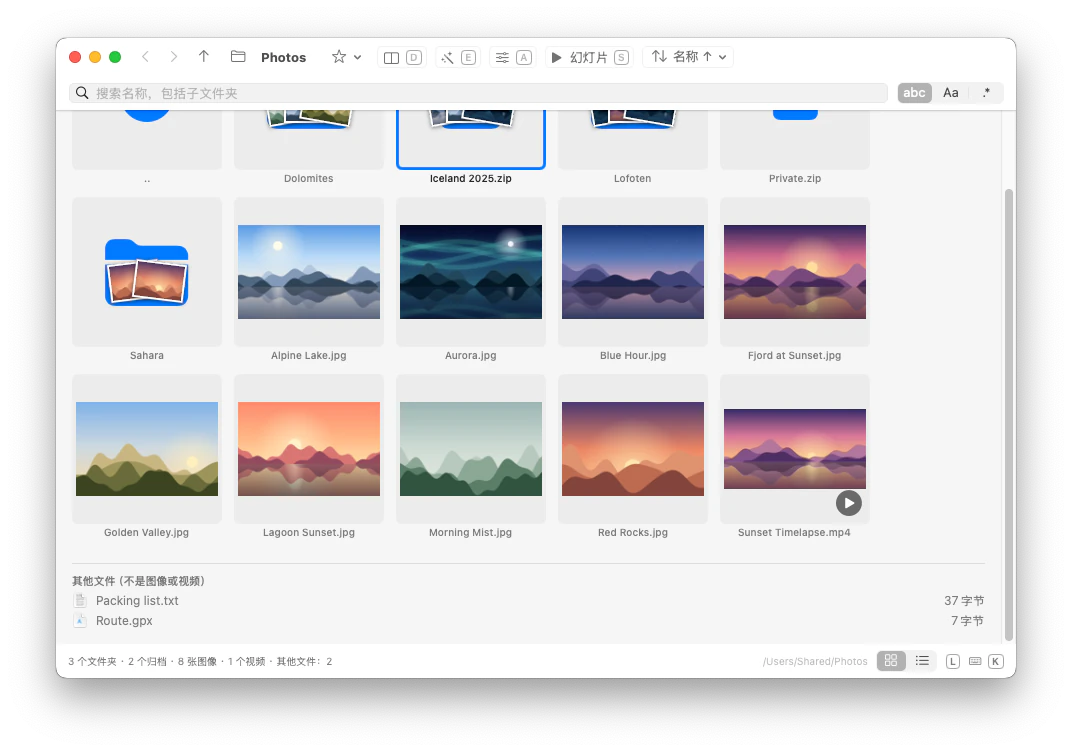 Photos D E A 幻灯片 S 名称
搜索名称，包括子文件夹 abc Aa .*
.. Dolomites Iceland 2025.zip Lofoten Private.zip
Sahara Alpine Lake.jpg Aurora.jpg Blue Hour.jpg Fjord at Sunset.jpg
Golden Valley.jpg Lagoon Sunset.jpg Morning Mist.jpg Red Rocks.jpg Sunset Timelapse.mp4
其他文件 (不是图像或视频)
Packing list.txt 37 字节
Route.gpx 7 字节
3 个文件夹 · 2 个归档 · 8 张图像 · 1 个视频 · 其他文件：2 /Users/Shared/Photos L K